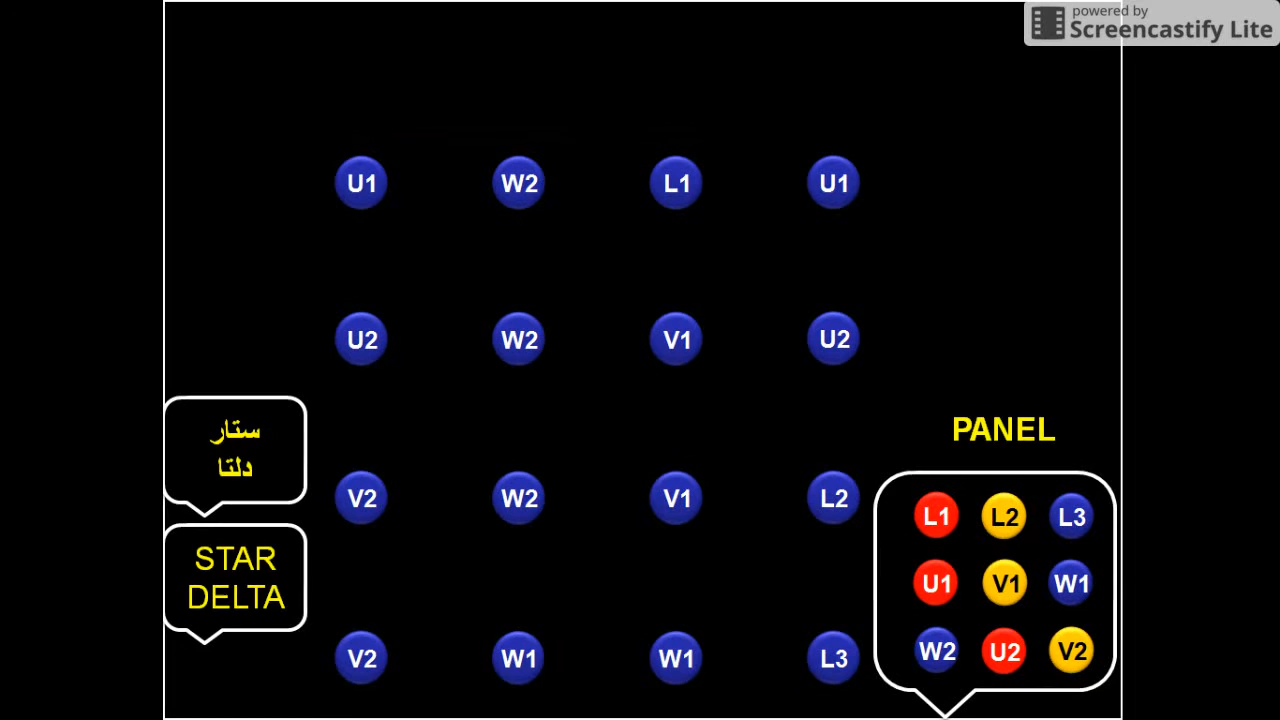 powered by
Screencastify Lite
U1 W2 L1 U1
U2 W2 V1 U2
ستار
دلتا
PANEL
V2 W2 V1 L2
L1 L2 L3
STAR
DELTA
U1 V1 W1
V2 W1 W1 L3
W2 U2 V2